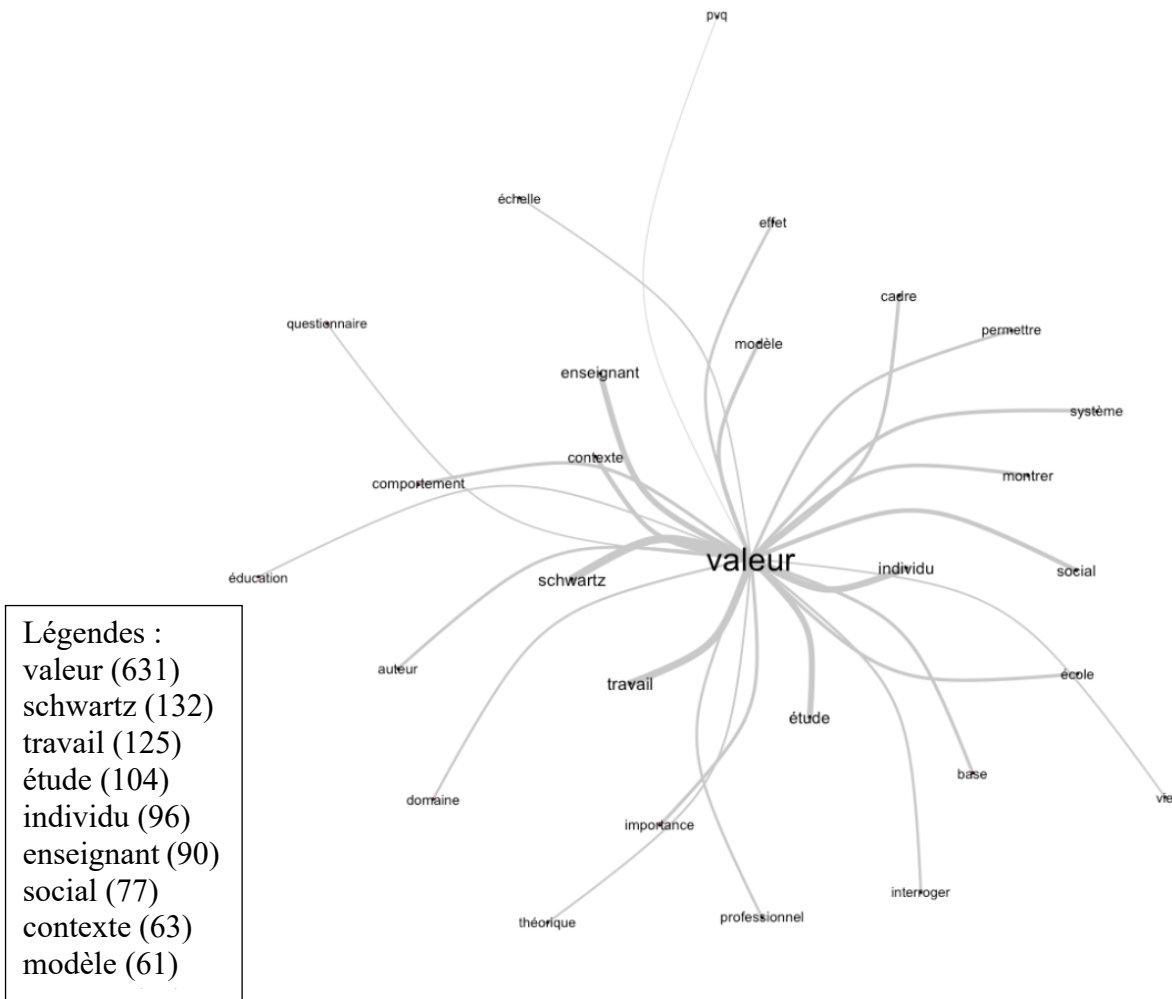 pvq
échelle
effet
cadre
questionnaire
permettre
modèle
enseignant
système
contexte
montrer
comportement
valeur
individu
social
éducation
schwartz
école
auteur
travail
étude
base
vie
domaine
importance
interroger
théorique
professionnel
Légendes :
valeur (631)
schwartz (132)
travail (125)
étude (104)
individu (96)
enseignant (90)
social (77)
contexte (63)
modèle (61)